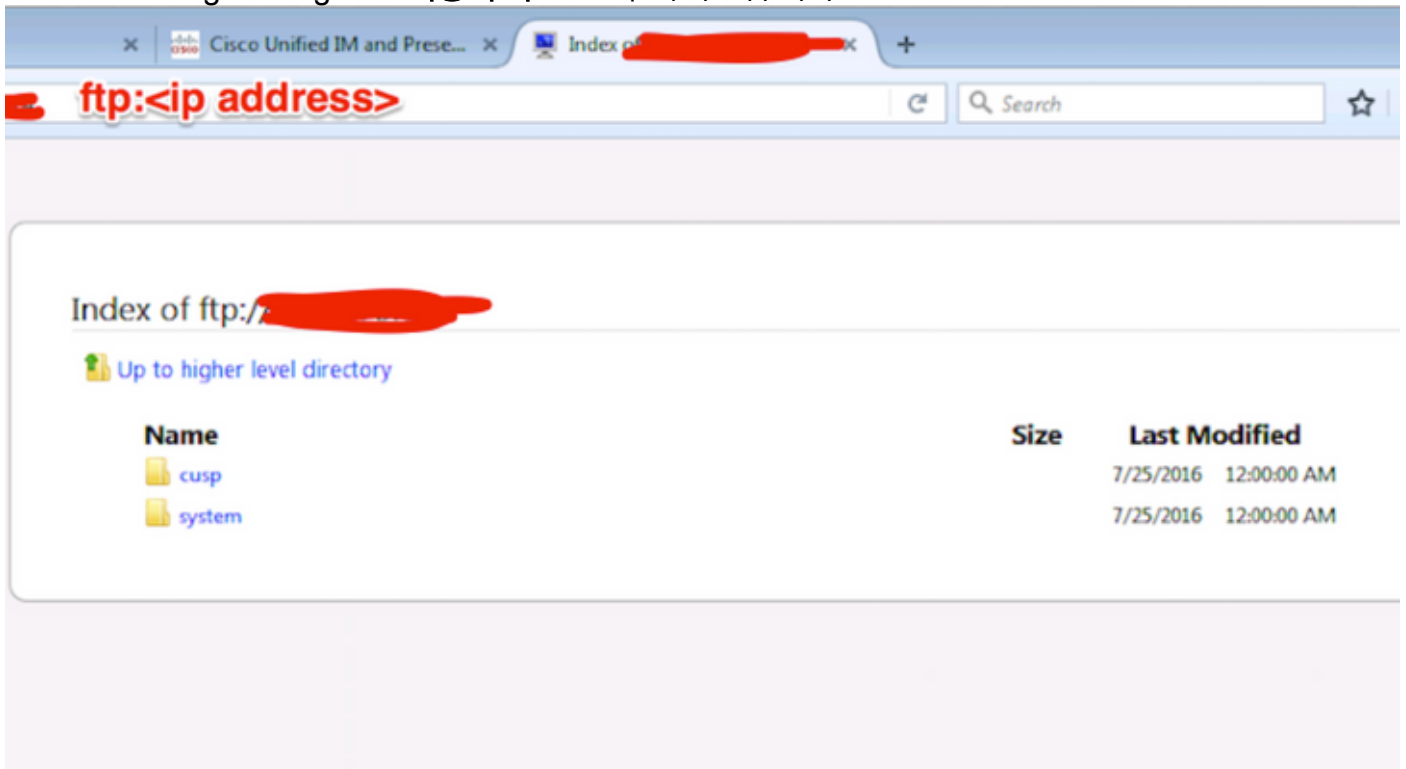 Cisco Unified IM and Prese...
Index of
ftp:<ip address>
Search
Index of ftp:/
Up to higher level directory
Name Size Last Modified
cusp 7/25/2016 12:00:00 AM
system 7/25/2016 12:00:00 AM